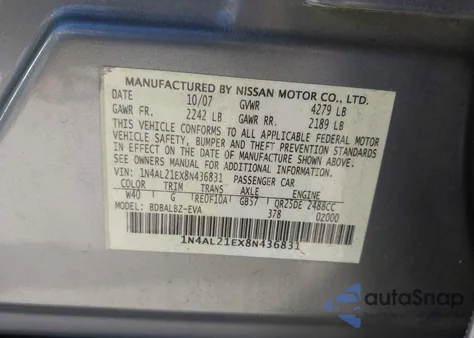 MANUFACTURED BY NISSAN MOTOR CO., LTD.
DATE 10/07 GVWR 4279 LB
GAWR FR. 2242 LB GAWR RR. 2189 LB
THIS VEHICLE CONFORMS TO ALL APPLICABLE FEDERAL MOTOR
VEHICLE SAFETY, BUMPER AND THEFT PREVENTION STANDARDS
IN EFFECT ON THE DATE OF MANUFACTURE SHOWN ABOVE.
SEE OWNERS MANUAL FOR ADDITIONAL INFORMATION.
VIN: 1N4AL21EX8N436831 PASSENGER CAR
COLOR TRIM TRANS AXLE ENGINE
W40 G RE0F10A GB57 QR25DE 2488CC
MODEL: BDBALBZ-EVA 378 02000
1N4AL21EX8N436831
autoSnap